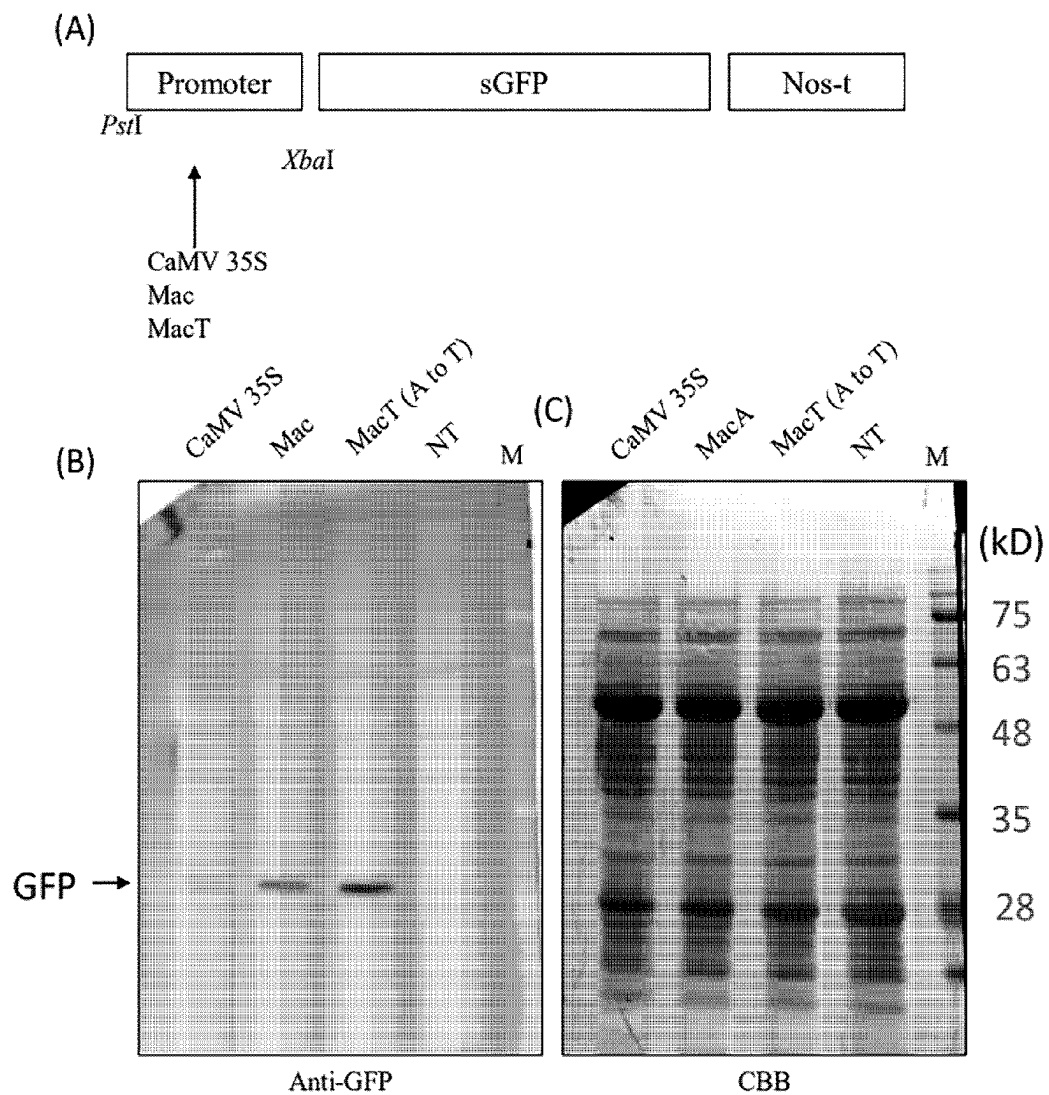 (A)
Promoter sGFP Nos-t
PstI
XbaI
CaMV 35S
Mac
MacT
(B)
CaMV 35S Mac MacT (A to T) NT M
(C)
CaMV 35S MacA MacT (A to T) NT M
(kD)
75
63
48
35
GFP
28
Anti-GFP CBB